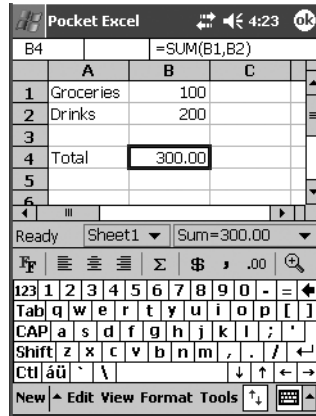 Pocket Excel 4:23 ok
B4 =SUM(B1,B2)
A B C
1 Groceries 100
2 Drinks 200
3
4 Total 300.00
5
6
Ready Sheet1 Sum=300.00
Σ $ , .00
123 1 2 3 4 5 6 7 8 9 0 - =
Tab q w e r t y u i o p [ ]
CAP a s d f g h j k l ; '
Shift z x c v b n m , . /
Ctl áü ` \
New Edit View Format Tools